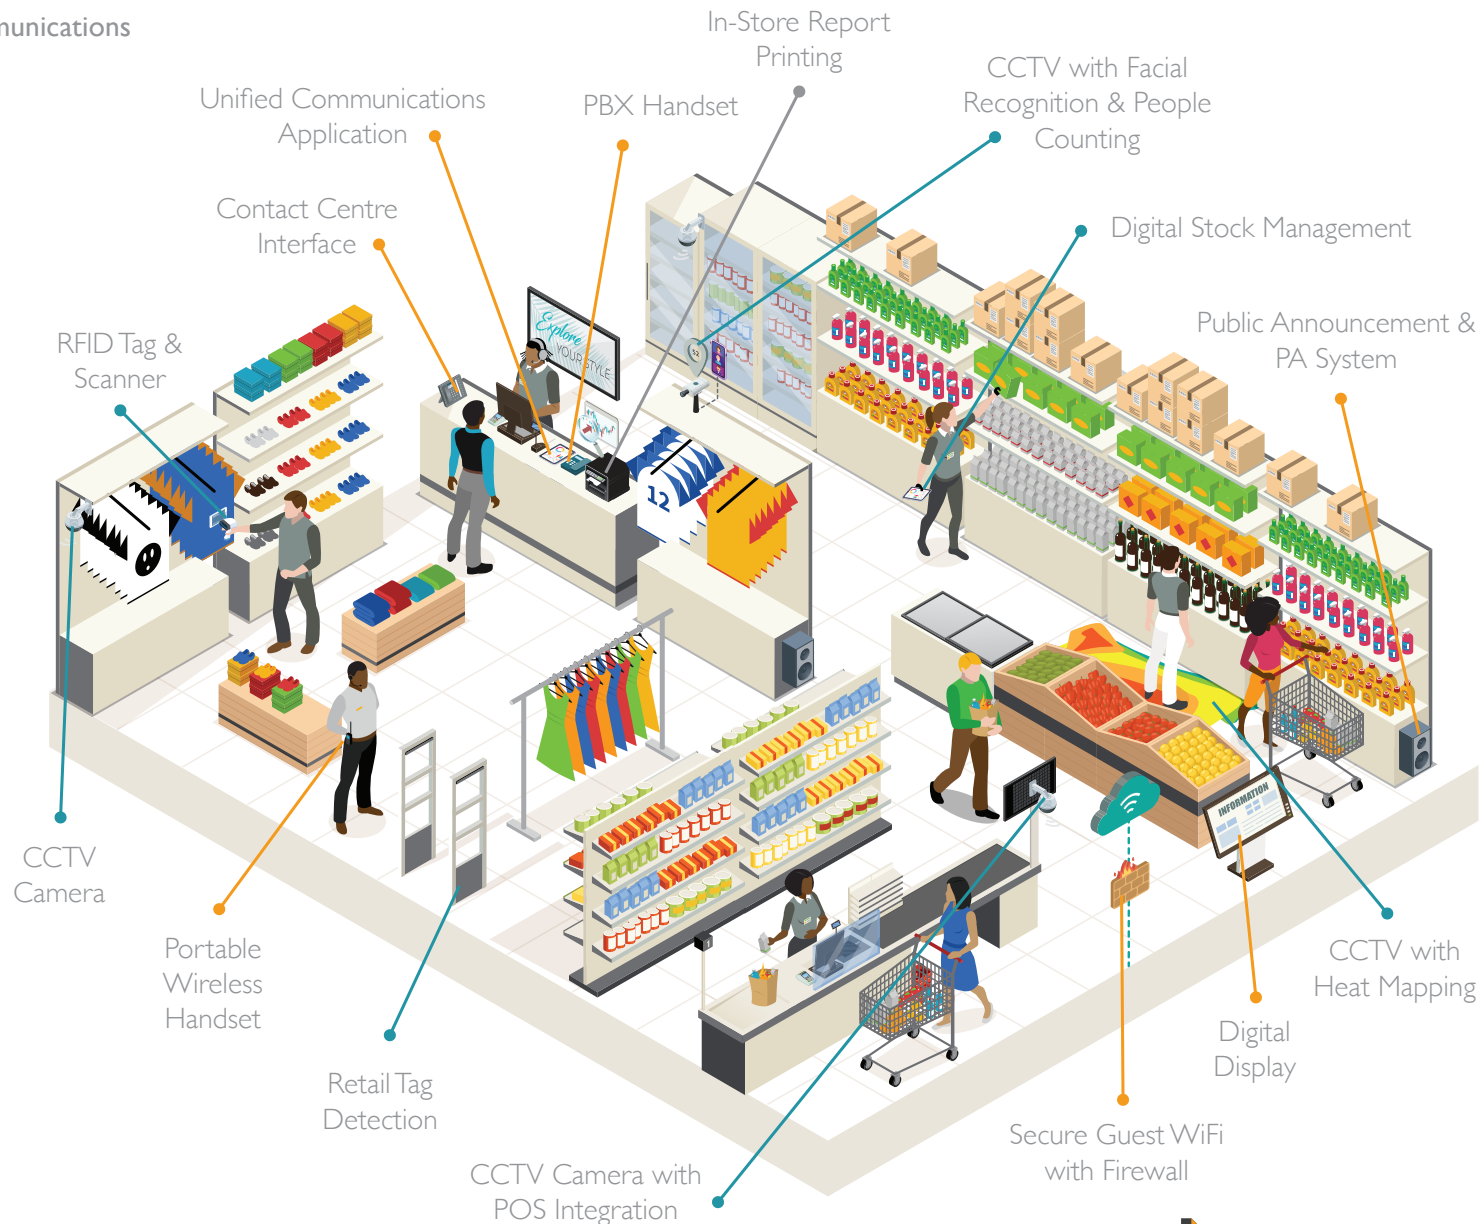 munications
In-Store Report
Printing
CCTV with Facial
Recognition & People
Counting
Unified Communications
Application
PBX Handset
Contact Centre
Interface
Digital Stock Management
Public Announcement &
PA System
RFID Tag &
Scanner
Explore
YOUR STYLE
52
12
INFORMATION
1
CCTV
Camera
Portable
Wireless
Handset
Retail Tag
Detection
CCTV Camera with
POS Integration
Secure Guest WiFi
with Firewall
Digital
Display
CCTV with
Heat Mapping